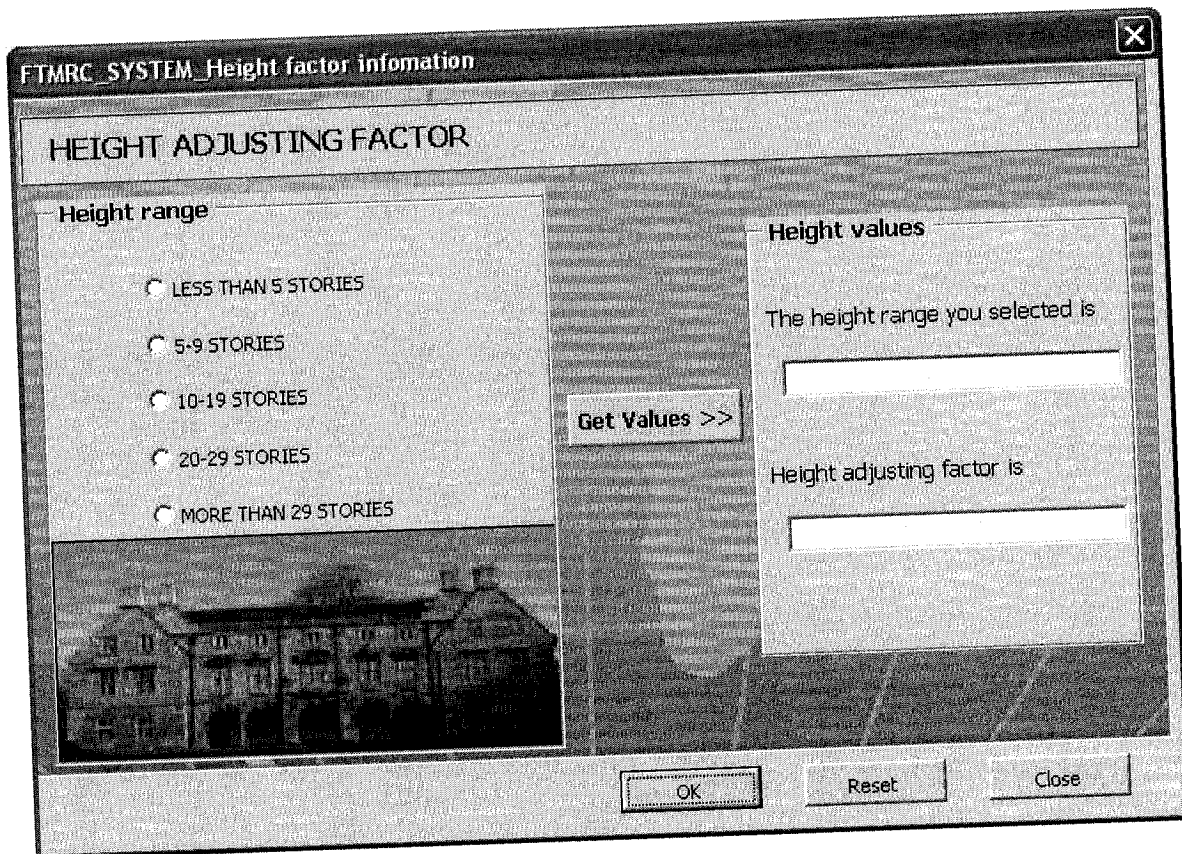 FTMRC_SYSTEM_Height factor infomation
HEIGHT ADJUSTING FACTOR
Height range
LESS THAN 5 STORIES
5-9 STORIES
10-19 STORIES
20-29 STORIES
MORE THAN 29 STORIES
Get Values >>
Height values
The height range you selected is
Height adjusting factor is
OK
Reset
Close